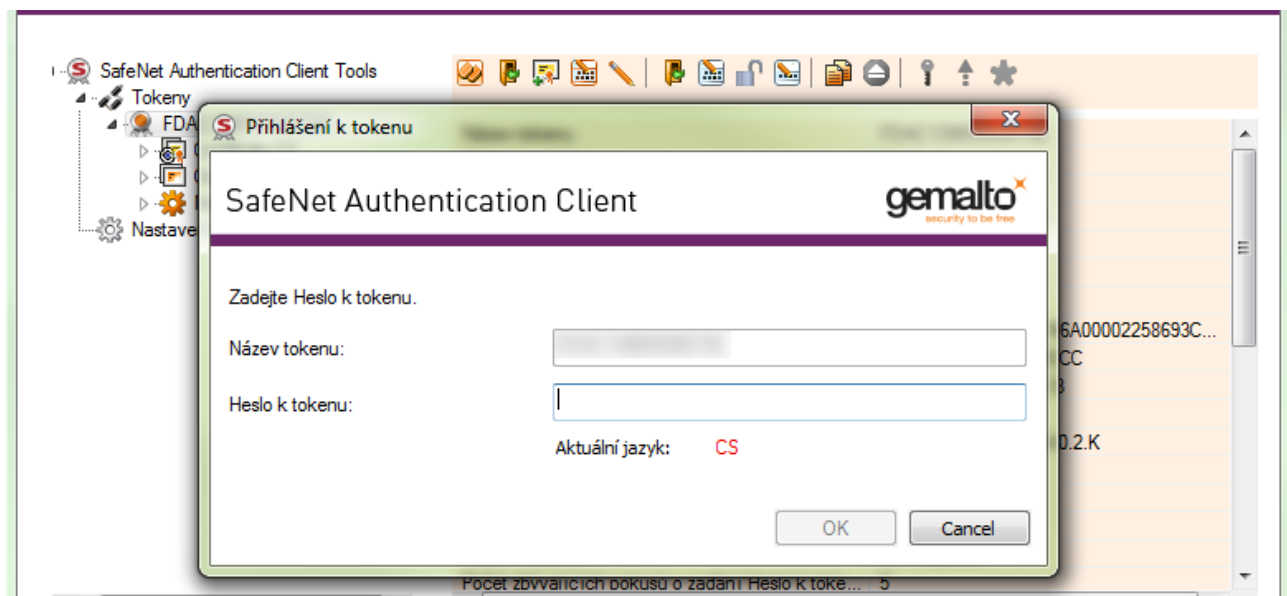 SafeNet Authentication Client Tools
Tokeny
FDA
Nastave
Přihlášení k tokenu
SafeNet Authentication Client
gemalto
security to be free
Zadejte Heslo k tokenu.
Název tokenu:
Heslo k tokenu:
Aktuální jazyk: CS
OK Cancel
6A00002258693C...
CC
0.2.K
Počet zbývajících pokusů o zadání Heslo k toke... 5